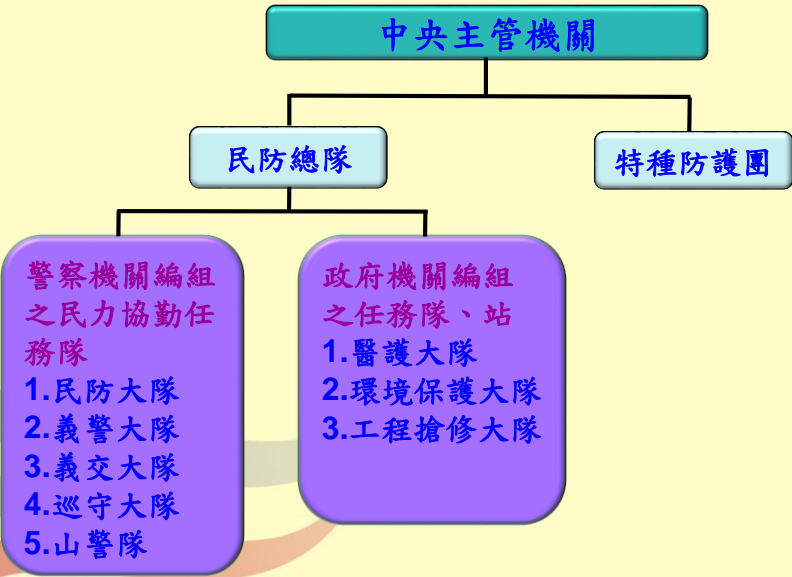 中央主管機關
民防總隊
特種防護團
警察機關編組
之民力協勤任
務隊
1.民防大隊
2.義警大隊
3.義交大隊
4.巡守大隊
5.山警隊
政府機關編組
之任務隊、站
1.醫護大隊
2.環境保護大隊
3.工程搶修大隊